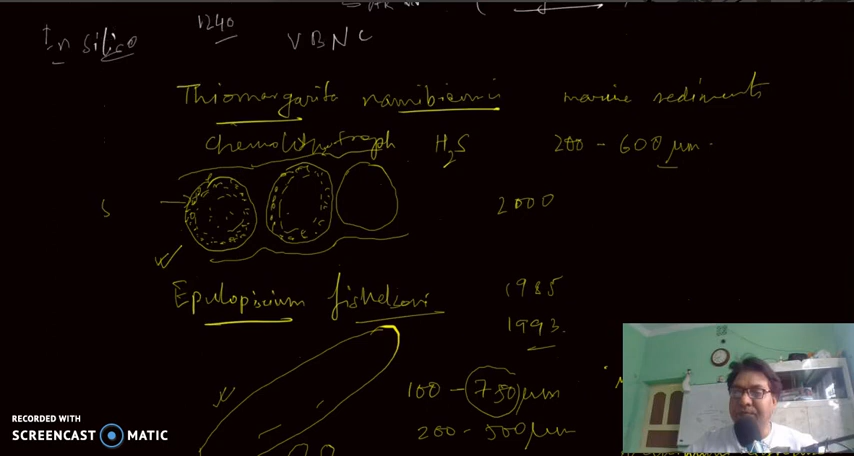 1240
In silico VBNC
Thiomargarita namibiensis marine sediments
chemolithotroph H2S 200 - 600 µm.
S 2000
Epulopiscium fishelsoni 1985
1993.
100 - 750 µm
200 - 500 µm
RECORDED WITH
SCREENCAST MATIC